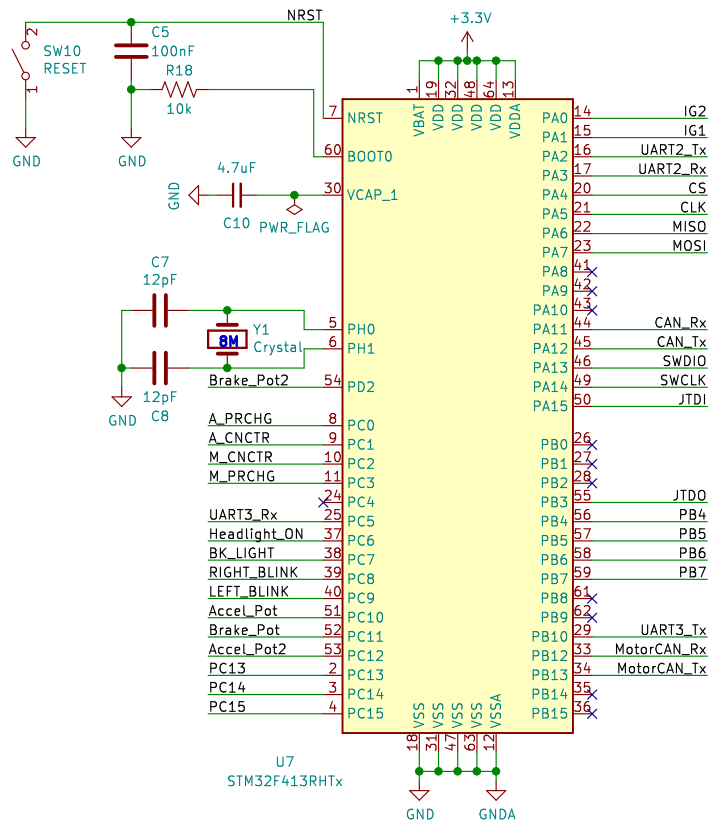 NRST
+3.3V
2
SW10
RESET
1
GND
C5
100nF
R18
10k
GND
1
19
32
48
64
13
VBAT
VDD
VDD
VDD
VDD
VDDA
7 NRST
60 BOOT0
30 VCAP_1
4.7uF
GND
C10
PWR_FLAG
C7
12pF
Y1
8M
Crystal
12pF
C8
GND
5 PH0
6 PH1
Brake_Pot2 54 PD2
A_PRCHG 8 PC0
A_CNCTR 9 PC1
M_CNCTR 10 PC2
M_PRCHG 11 PC3
24 PC4
UART3_Rx 25 PC5
Headlight_ON 37 PC6
BK_LIGHT 38 PC7
RIGHT_BLINK 39 PC8
LEFT_BLINK 40 PC9
Accel_Pot 51 PC10
Brake_Pot 52 PC11
Accel_Pot2 53 PC12
PC13 2 PC13
PC14 3 PC14
PC15 4 PC15
PA0 14 IG2
PA1 15 IG1
PA2 16 UART2_Tx
PA3 17 UART2_Rx
PA4 20 CS
PA5 21 CLK
PA6 22 MISO
PA7 23 MOSI
PA8 41
PA9 42
PA10 43
PA11 44 CAN_Rx
PA12 45 CAN_Tx
PA13 46 SWDIO
PA14 49 SWCLK
PA15 50 JTDI
PB0 26
PB1 27
PB2 28
PB3 55 JTDO
PB4 56 PB4
PB5 57 PB5
PB6 58 PB6
PB7 59 PB7
PB8 61
PB9 62
PB10 29 UART3_Tx
PB12 33 MotorCAN_Rx
PB13 34 MotorCAN_Tx
PB14 35
PB15 36
VSS
VSS
VSS
VSS
VSSA
18
31
47
63
12
U7
STM32F413RHTx
GND
GNDA